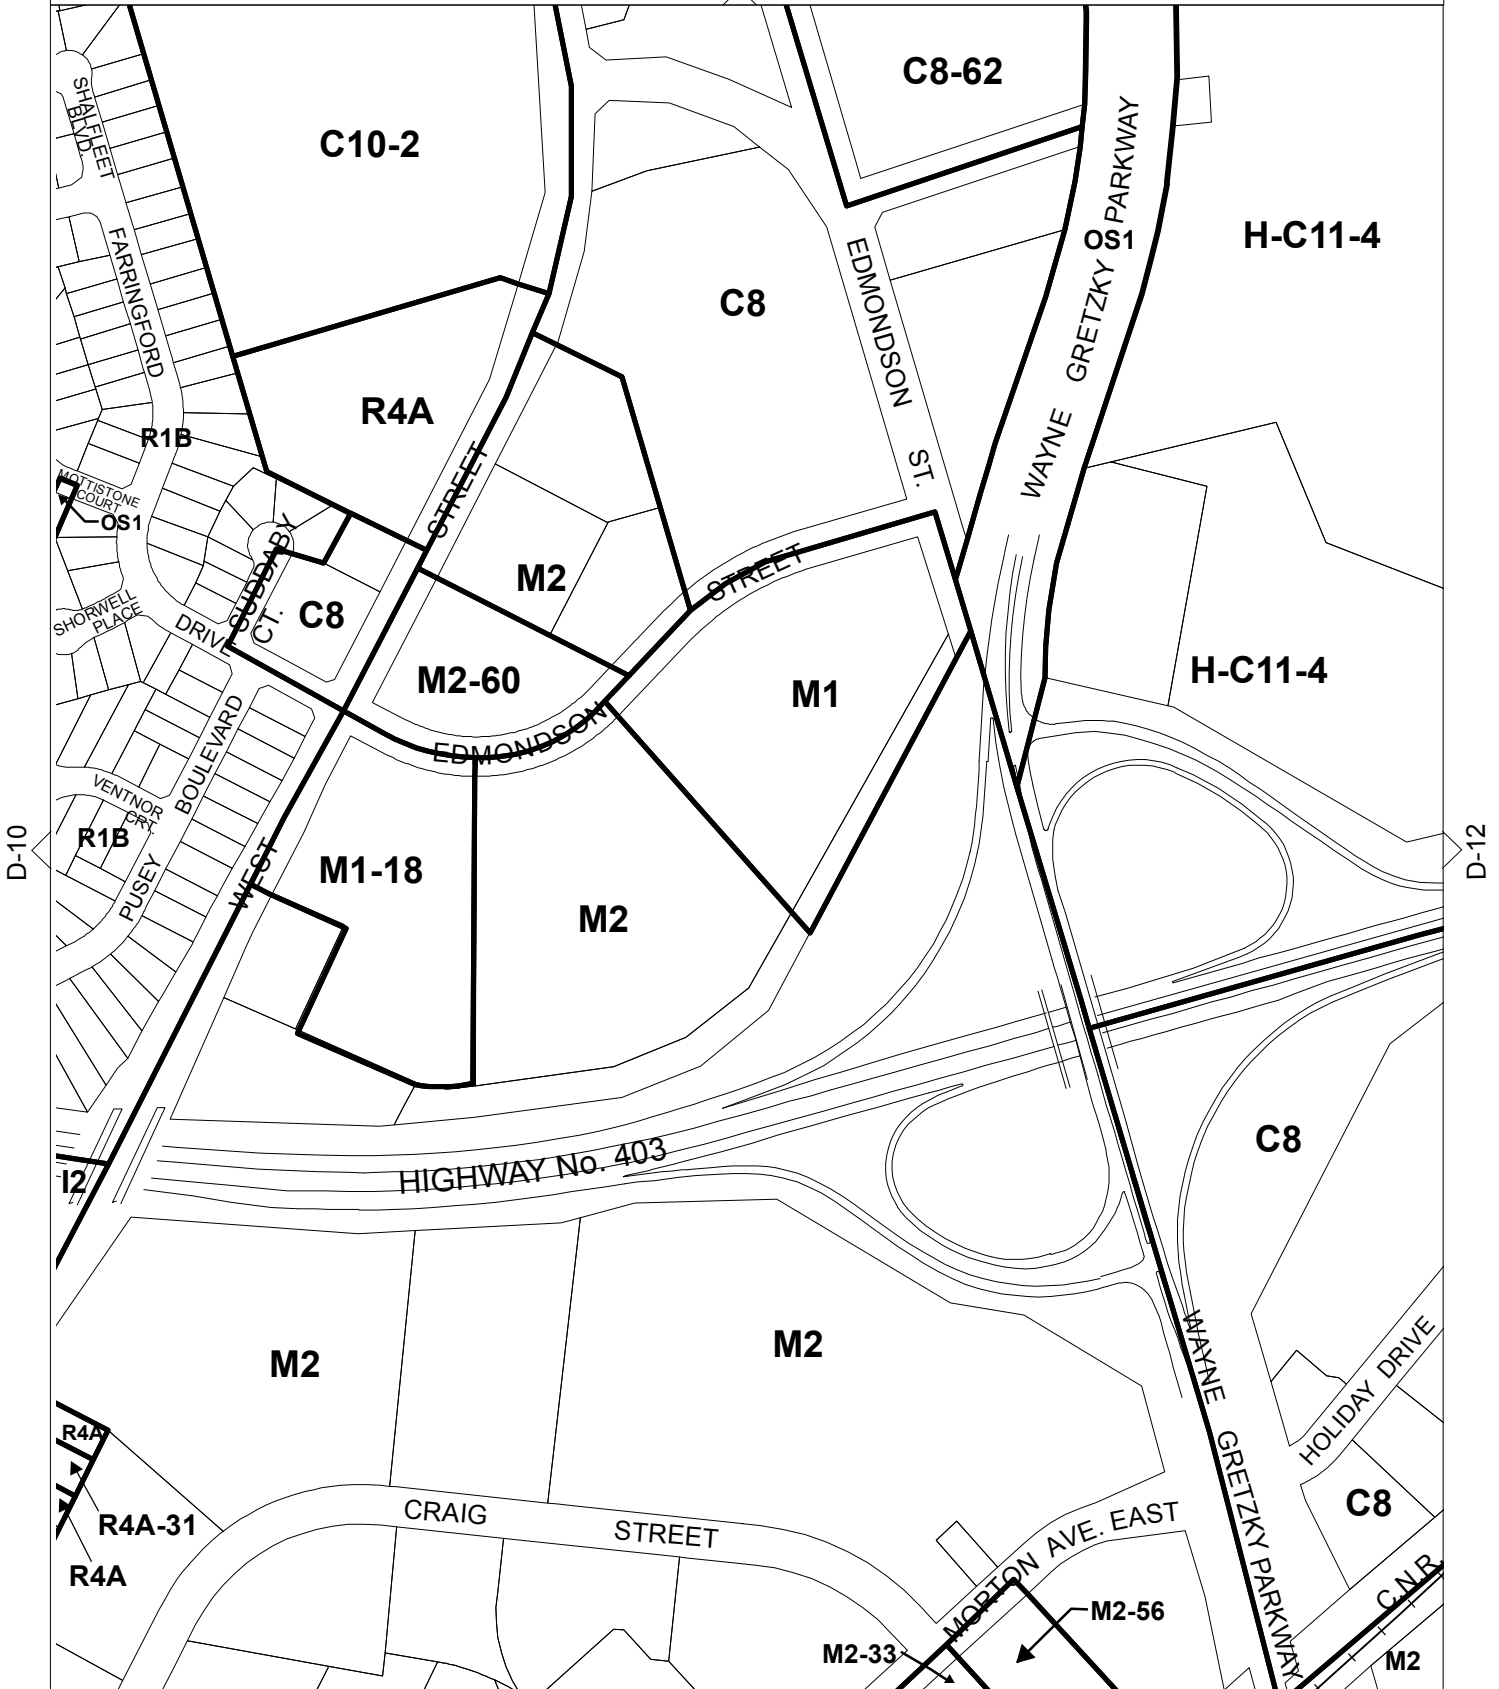 C8-62
C10-2
SHALFLEET
BLVD.
WAYNE GRETZKY PARKWAY
OS1
H-C11-4
FARRINGFORD
EDMONDSON ST.
C8
R4A
R1B
MOTTISTONE
COURT
OS1
STREET
SUDDABY
CT.
M2
STREET
C8
SHORWELL
PLACE
DRIVE
M2-60
M1
H-C11-4
EDMONDSON
BOULEVARD
VENTNOR
CRT.
R1B
D-10
D-12
PUSEY
WEST
M1-18
M2
C8
HIGHWAY No. 403
I2
M2
M2
WAYNE GRETZKY PARKWAY
HOLIDAY DRIVE
R4A
R4A-31
R4A
CRAIG STREET
C8
MORTON AVE. EAST
C.N.R.
M2-56
M2-33
M2